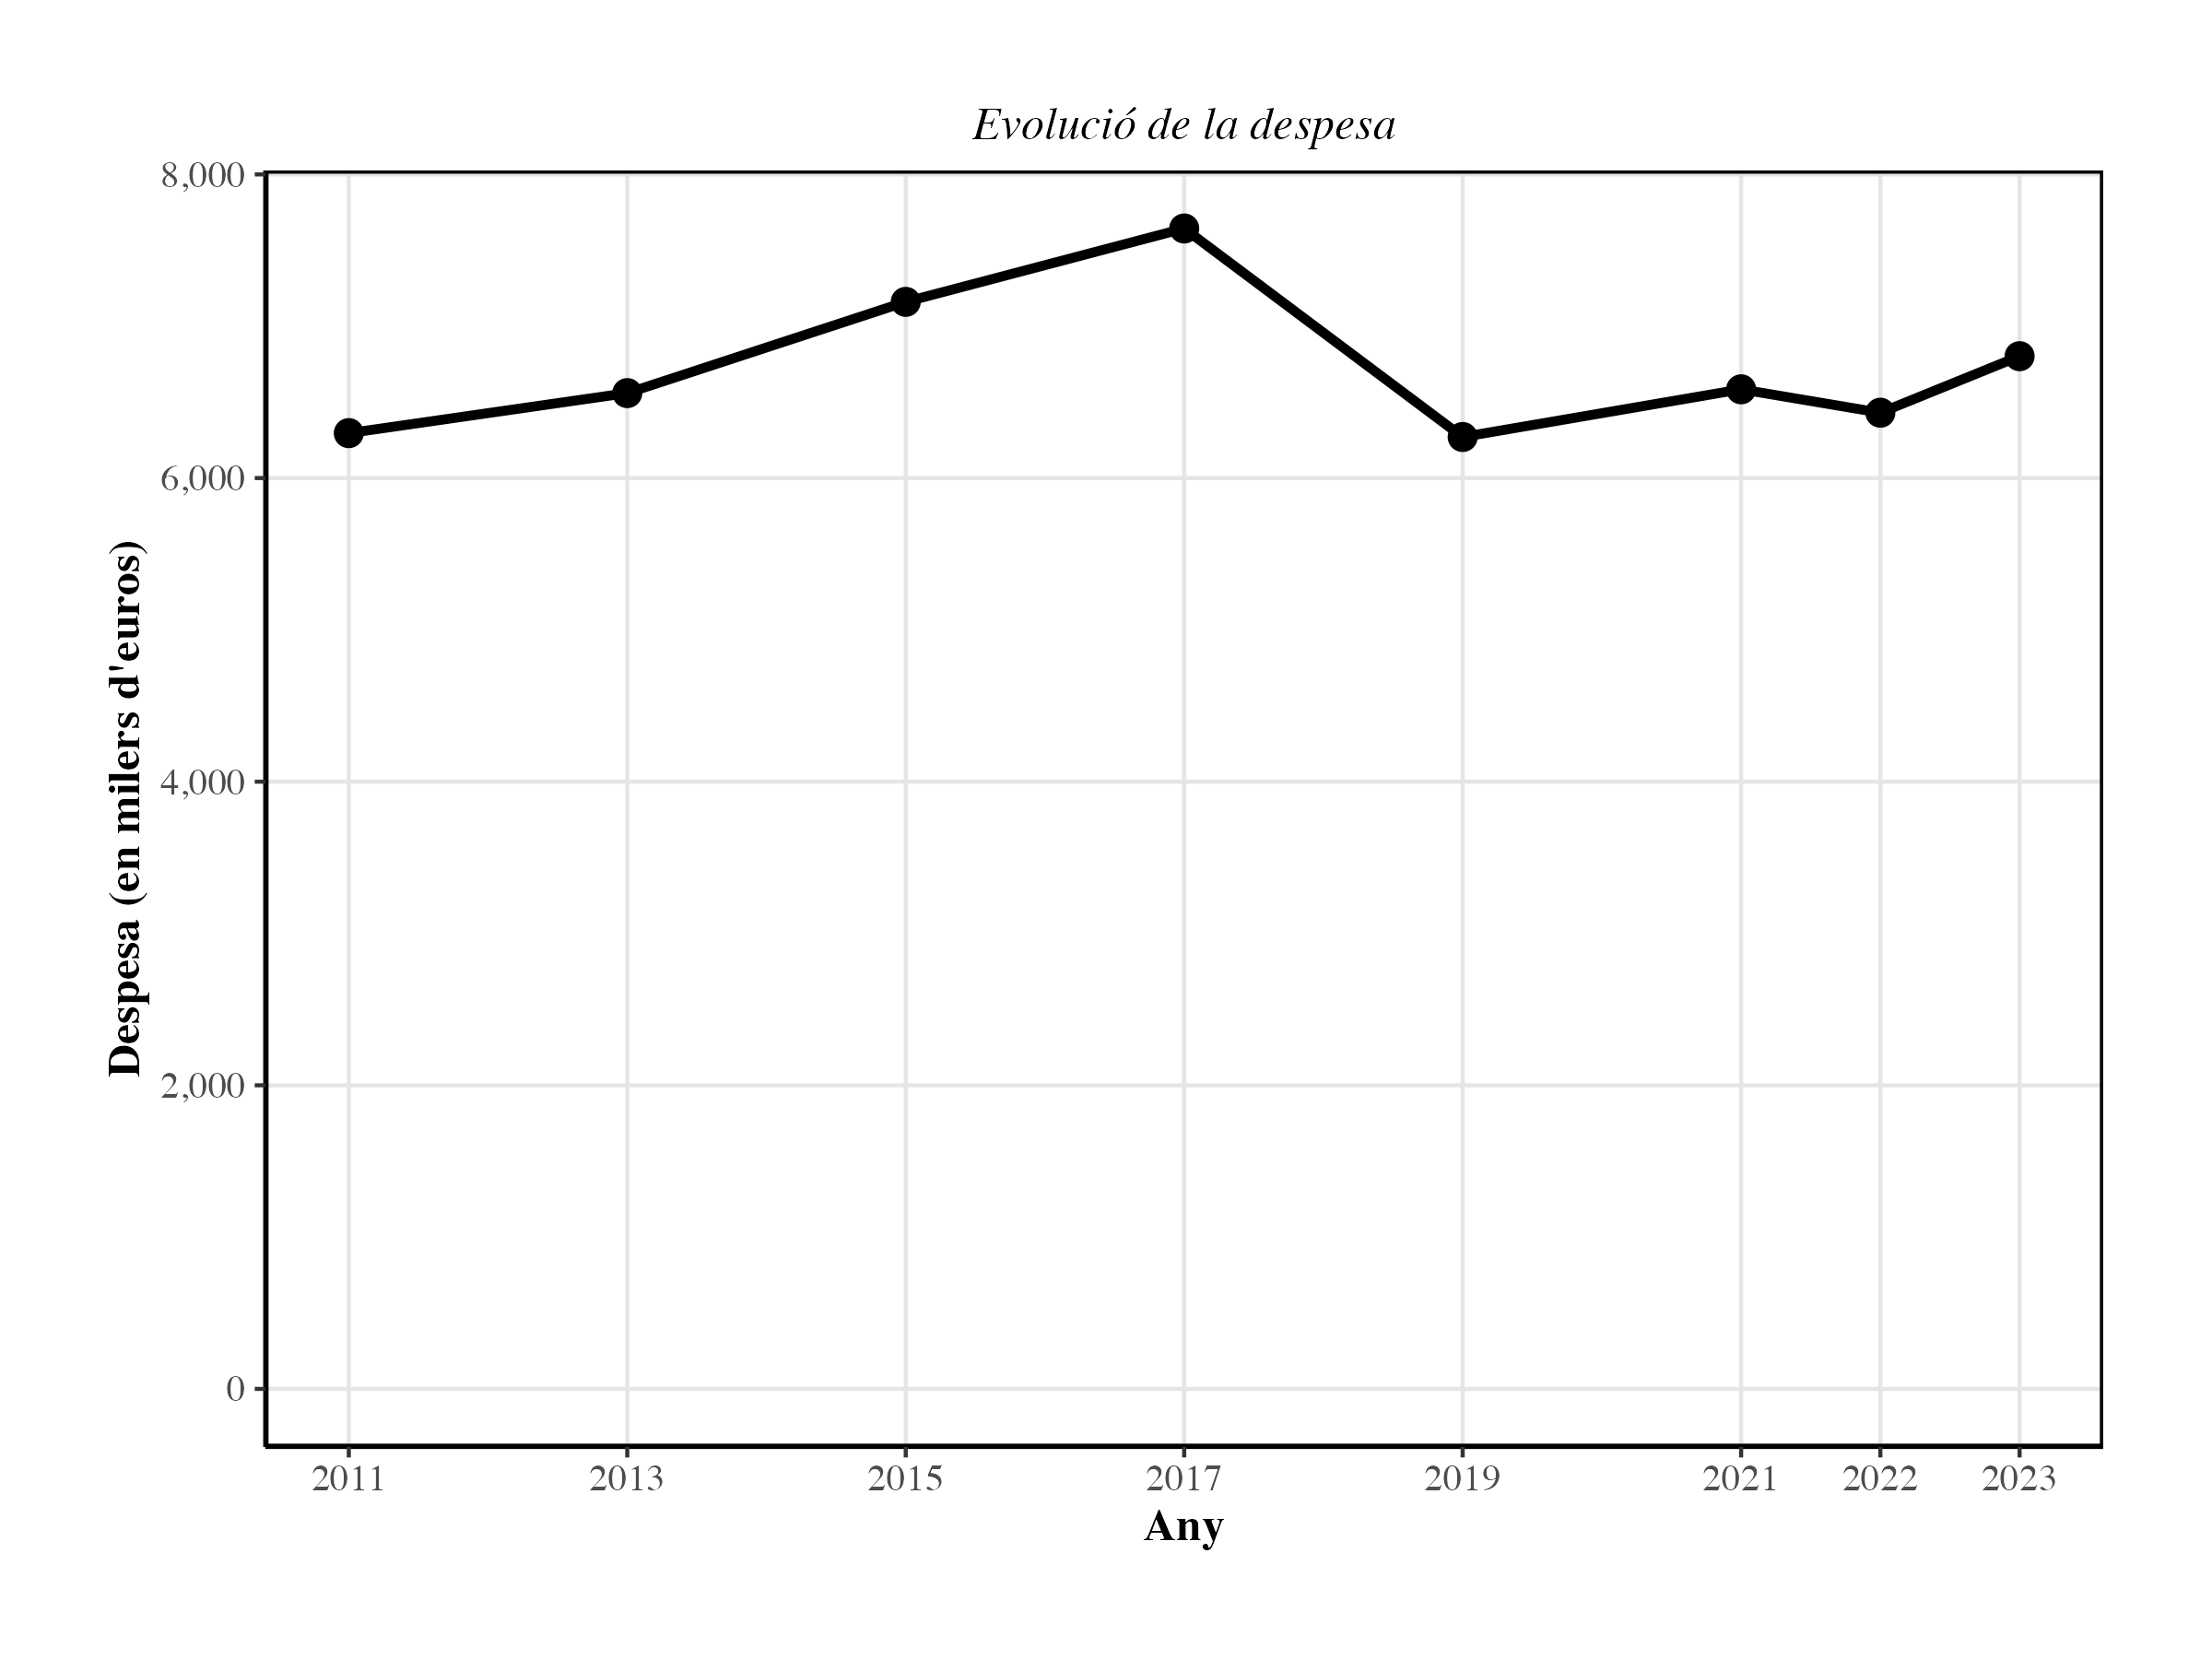 Evolució de la despesa
8,000
6,000
4,000
2,000
0
Despesa (en milers d'euros)
2011 2013 2015 2017 2019 2021 2022 2023
Any